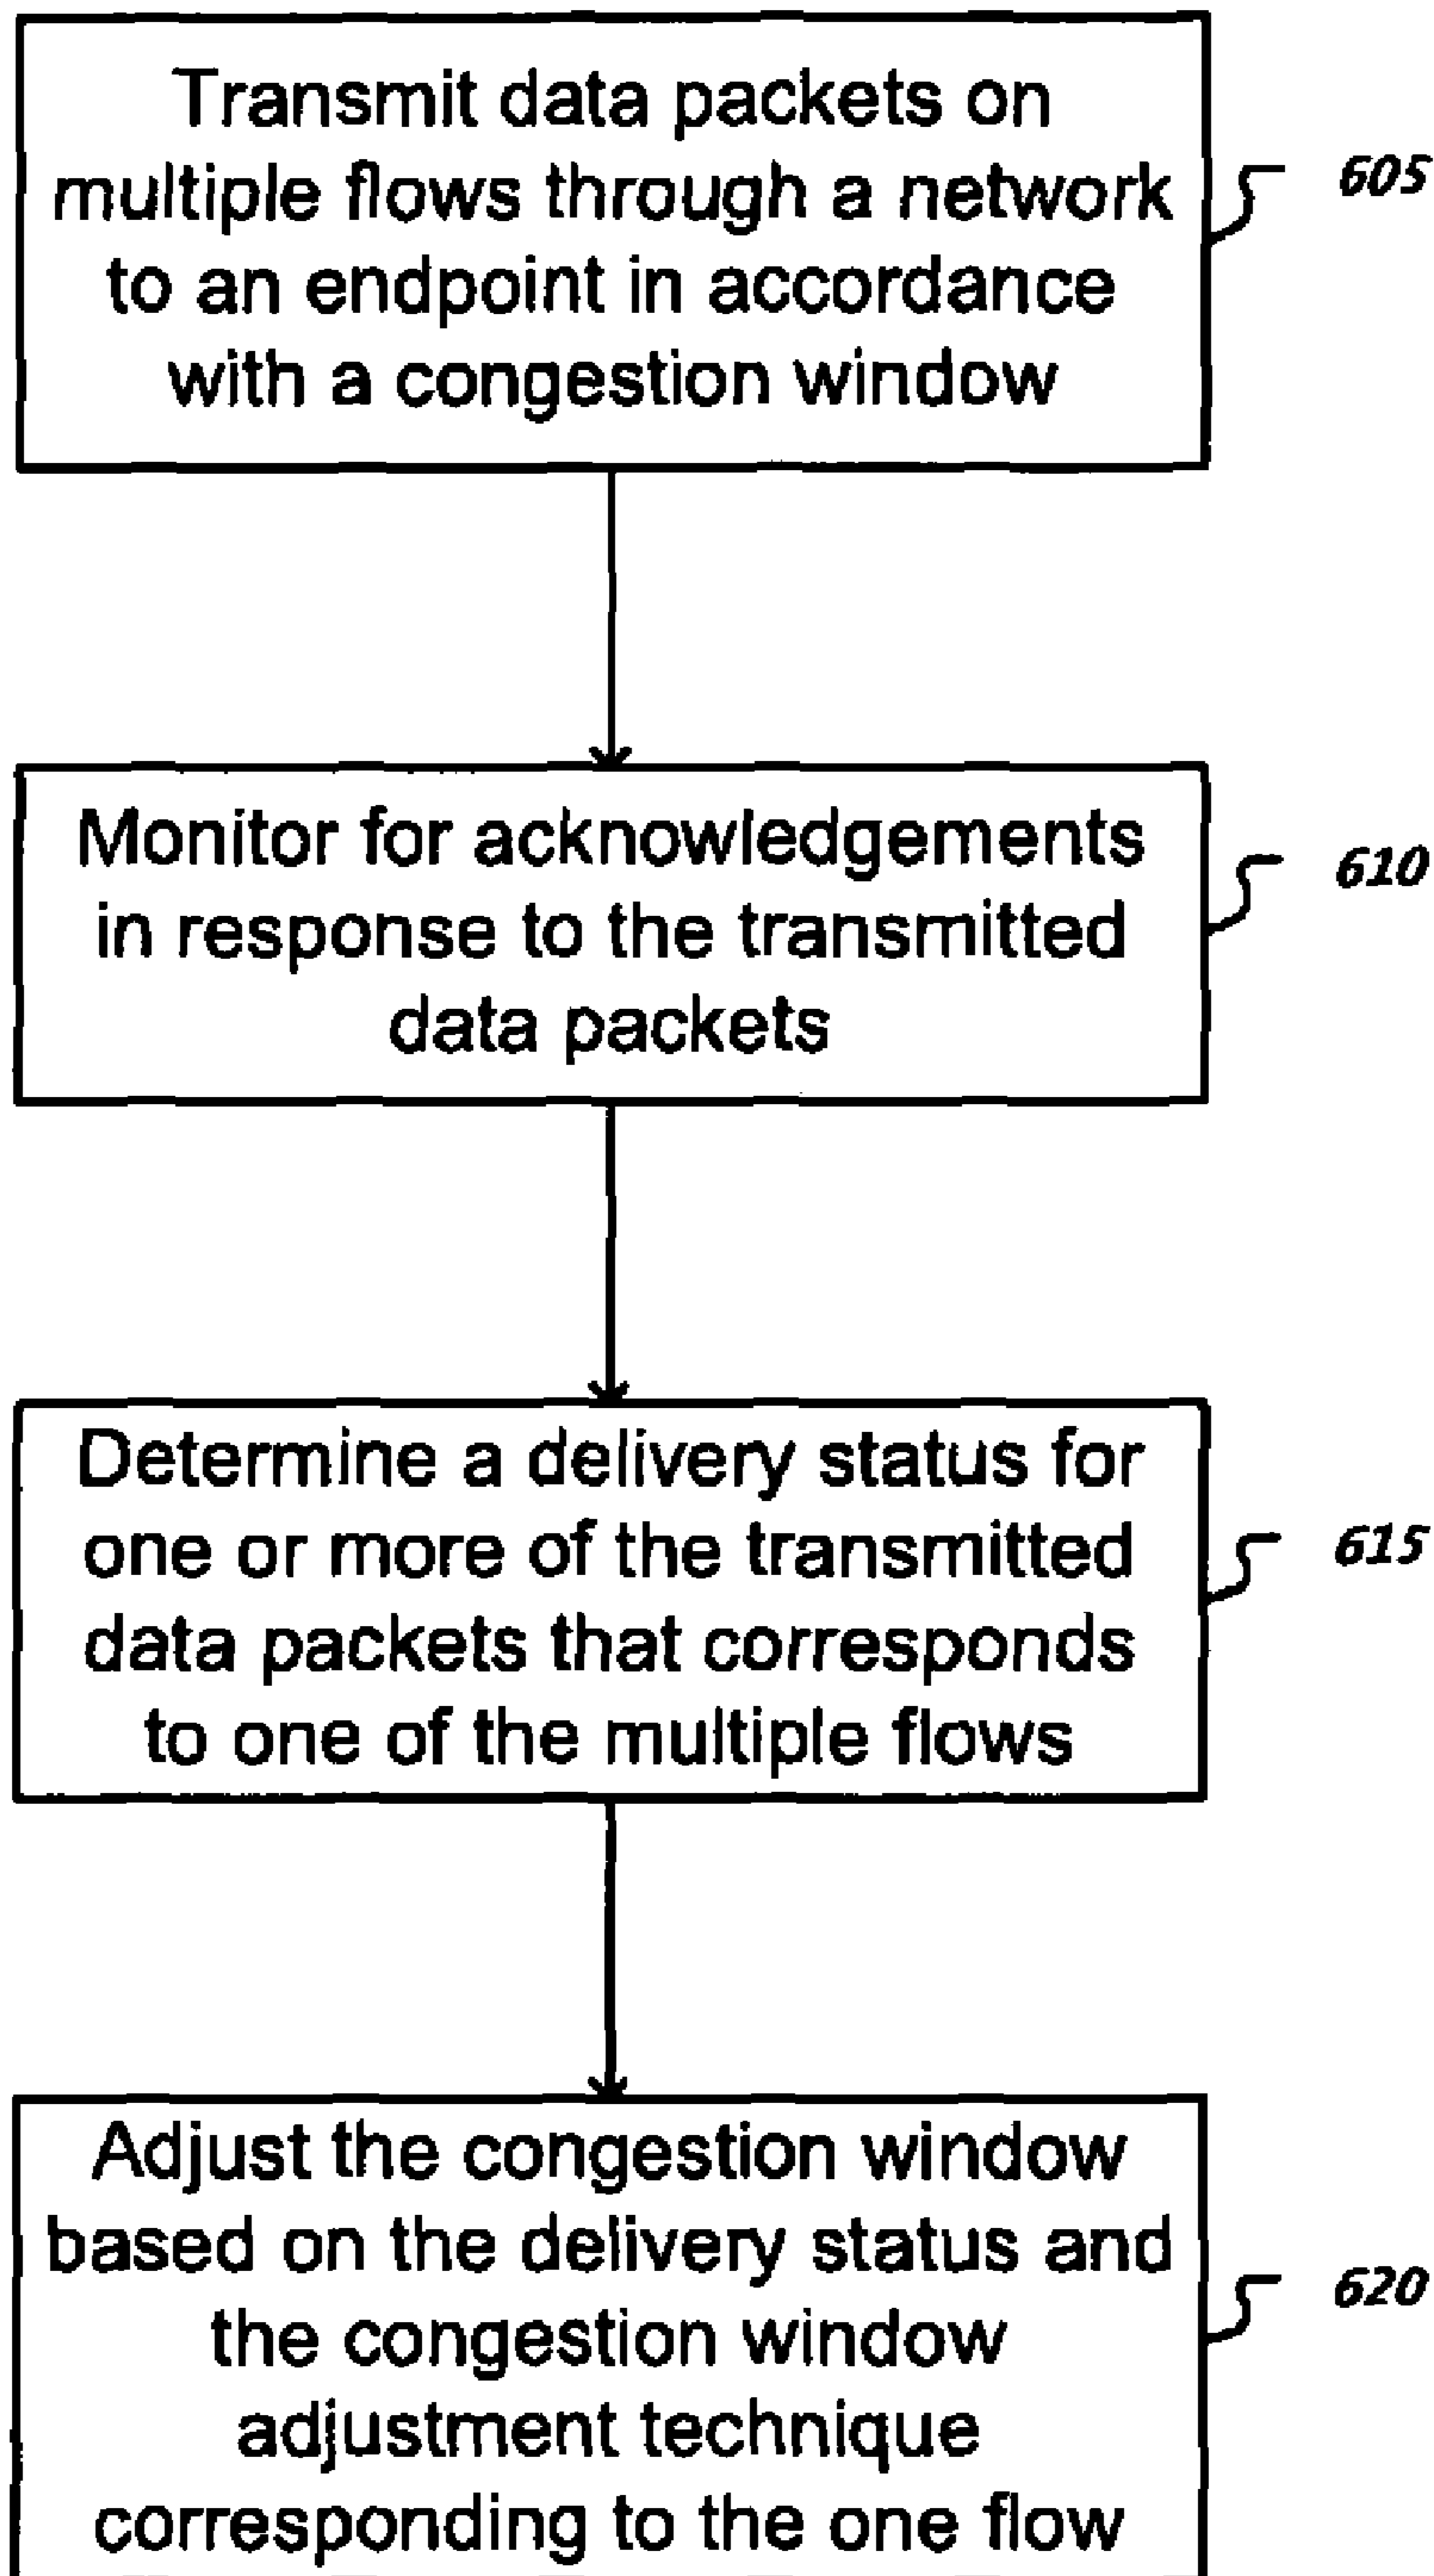 Transmit data packets on
multiple flows through a network
to an endpoint in accordance
with a congestion window
605
Monitor for acknowledgements
in response to the transmitted
data packets
610
Determine a delivery status for
one or more of the transmitted
data packets that corresponds
to one of the multiple flows
615
Adjust the congestion window
based on the delivery status and
the congestion window
adjustment technique
corresponding to the one flow
620